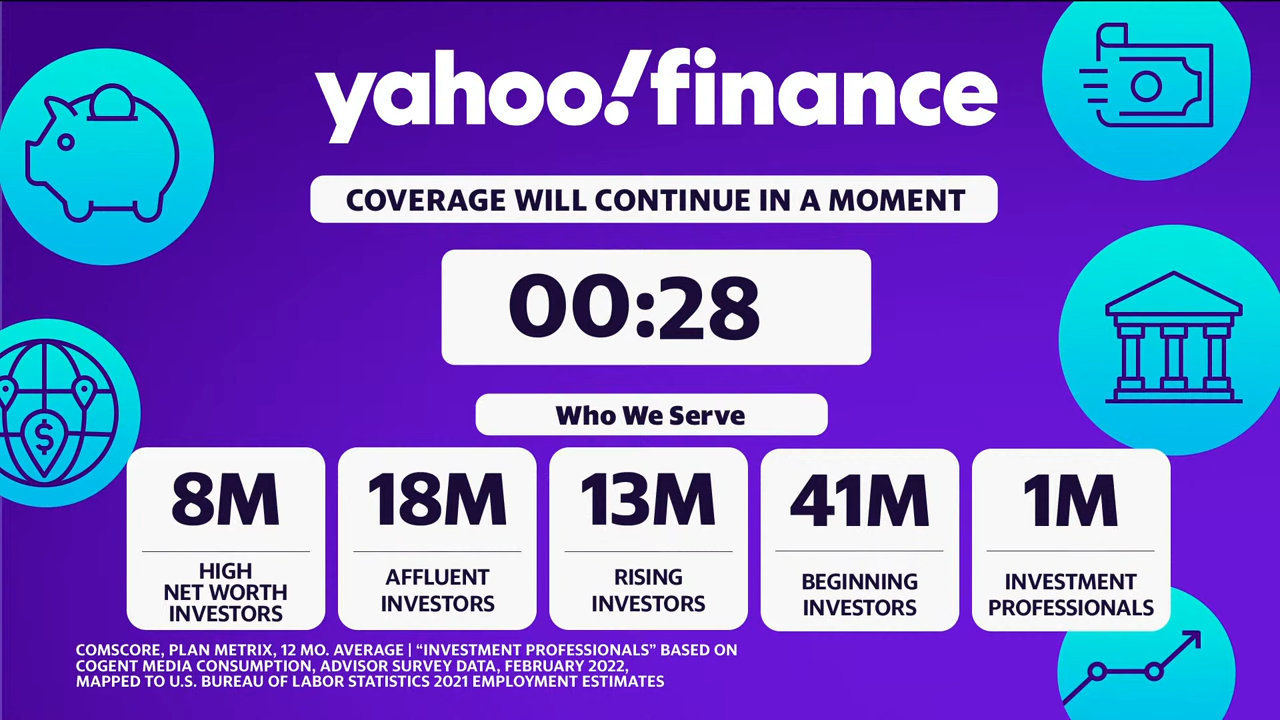 yahoo!finance
COVERAGE WILL CONTINUE IN A MOMENT
00:28
Who We Serve
8M
HIGH
NET WORTH
INVESTORS
18M
AFFLUENT
INVESTORS
13M
RISING
INVESTORS
41M
BEGINNING
INVESTORS
1M
INVESTMENT
PROFESSIONALS
$
COMSCORE, PLAN METRIX, 12 MO. AVERAGE | “INVESTMENT PROFESSIONALS” BASED ON
COGENT MEDIA CONSUMPTION, ADVISOR SURVEY DATA, FEBRUARY 2022,
MAPPED TO U.S. BUREAU OF LABOR STATISTICS 2021 EMPLOYMENT ESTIMATES